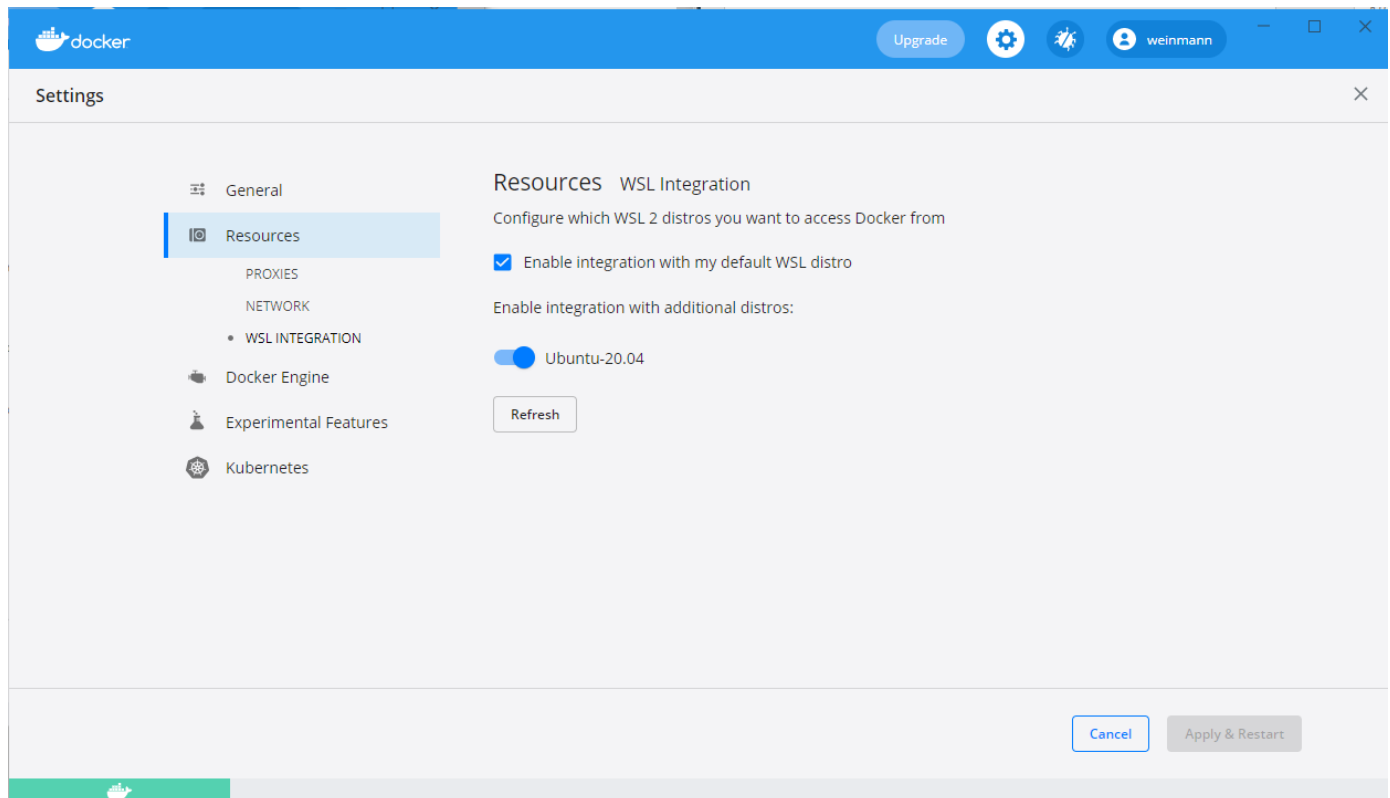 docker
Upgrade
weinmann
Settings
General
Resources
PROXIES
NETWORK
WSL INTEGRATION
Docker Engine
Experimental Features
Kubernetes
Resources WSL Integration
Configure which WSL 2 distros you want to access Docker from
Enable integration with my default WSL distro
Enable integration with additional distros:
Ubuntu-20.04
Refresh
Cancel
Apply & Restart